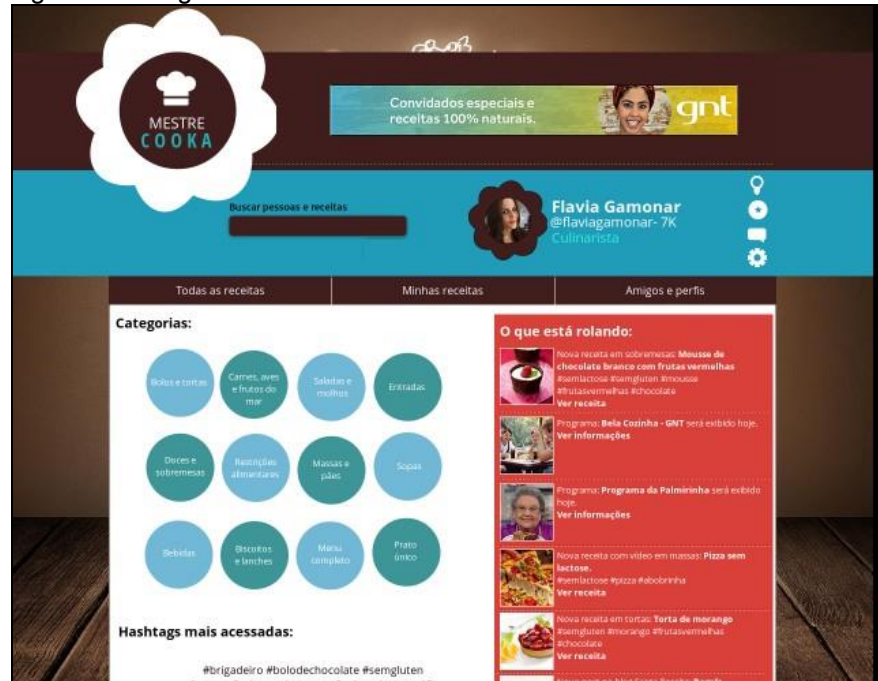 MESTRE
COOKA
Convidados especiais e
receitas 100% naturais.
gnt
Buscar pessoas e receitas
Flavia Gamonar
@flaviagamonar- 7K
Culinarista
Todas as receitas
Minhas receitas
Amigos e perfis
Categorias:
Bolos e tortas
Carnes, aves
e frutos do
mar
Saladas e
molhos
Entradas
Doces e
sobremesas
Restrições
alimentares
Massas e
pães
Sopas
Bebidas
Biscoitos
e lanches
Menu
completo
Prato
único
Hashtags mais acessadas:
#brigadeiro #bolodechocolate #semgluten
O que está rolando:
Nova receita em sobremesas: Mousse de
chocolate branco com frutas vermelhas
#semlactose #semgluten #mousse
#frutasvermelhas #chocolate
Ver receita
Programa: Bela Cozinha - GNT será exibido hoje.
Ver informações
Programa: Programa da Palmirinha será exibido
hoje.
Ver informações
Nova receita com vídeo em massas: Pizza sem
lactose.
#semlactose #pizza #abobrinha
Ver receita
Nova receita em tortas: Torta de morango
#semgluten #morango #frutasvermelhas
#chocolate
Ver receita